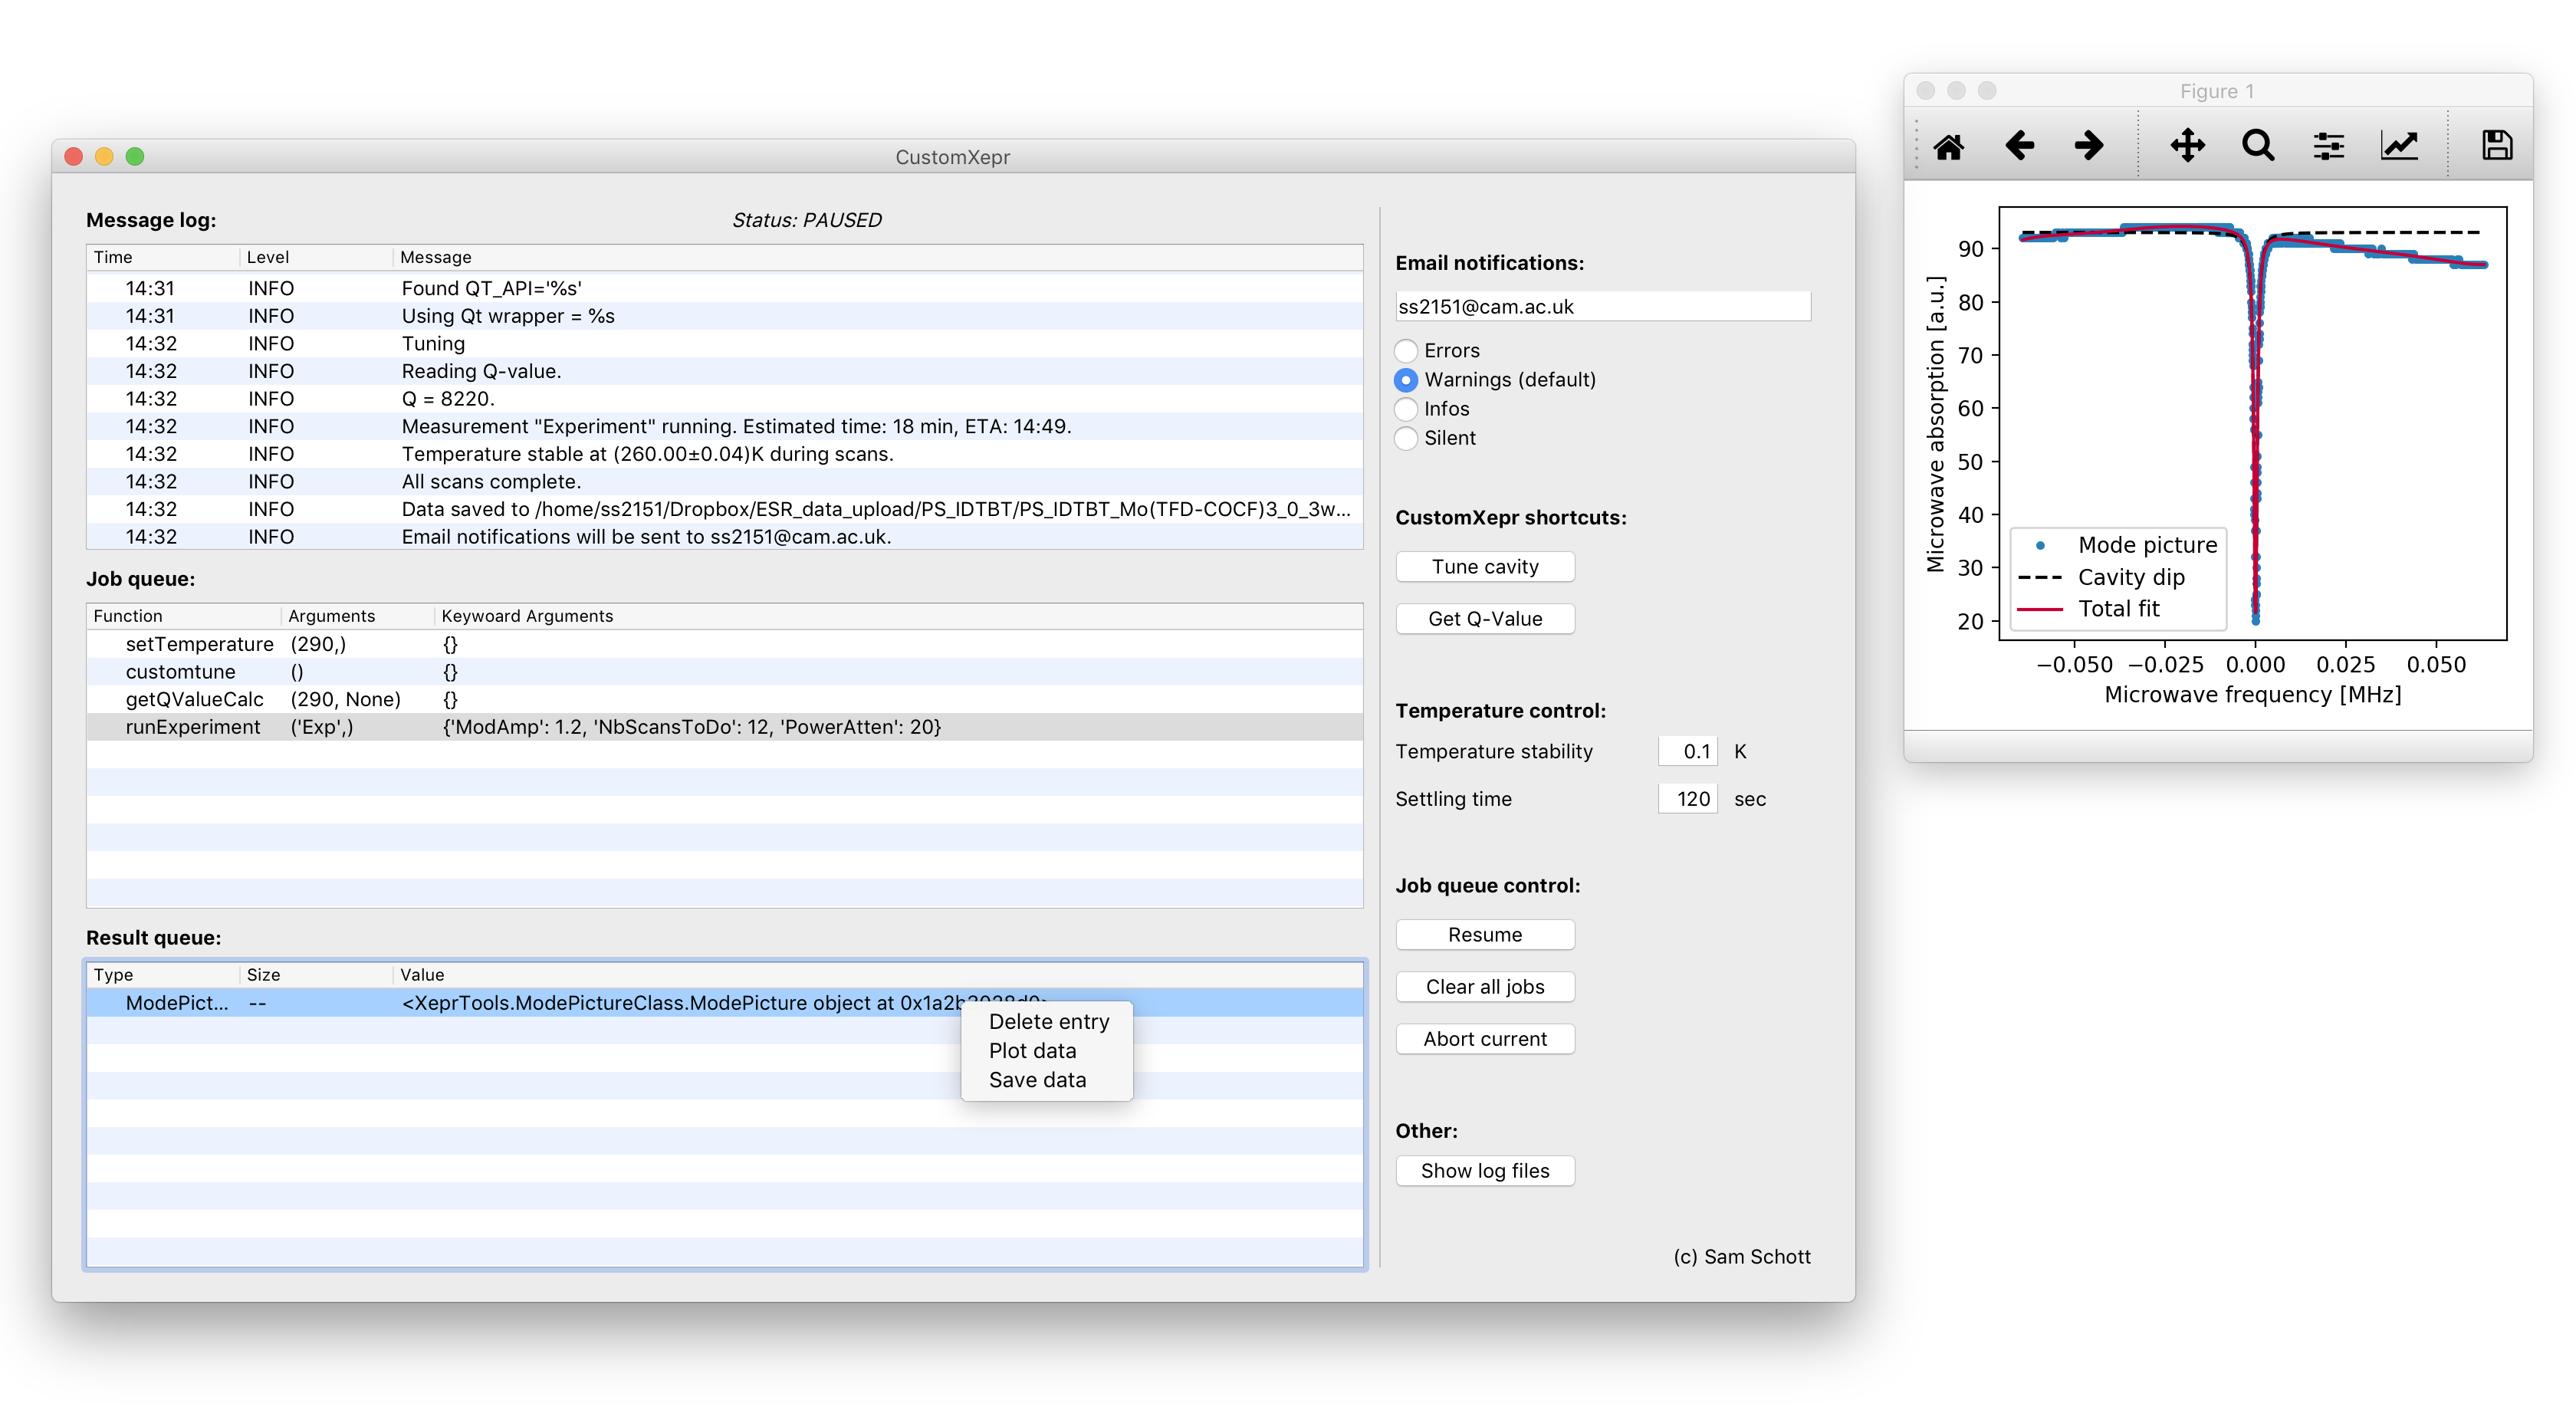 CustomXepr
Message log:
Status: PAUSED
Time Level Message
14:31 INFO Found QT_API='%s'
14:31 INFO Using Qt wrapper = %s
14:32 INFO Tuning
14:32 INFO Reading Q-value.
14:32 INFO Q = 8220.
14:32 INFO Measurement "Experiment" running. Estimated time: 18 min, ETA: 14:49.
14:32 INFO Temperature stable at (260.00±0.04)K during scans.
14:32 INFO All scans complete.
14:32 INFO Data saved to /home/ss2151/Dropbox/ESR_data_upload/PS_IDTBT/PS_IDTBT_Mo(TFD-COCF)3_0_3w...
14:32 INFO Email notifications will be sent to ss2151@cam.ac.uk.
Job queue:
Function Arguments Keywoard Arguments
setTemperature (290,) {}
customtune () {}
getQValueCalc (290, None) {}
runExperiment ('Exp',) {'ModAmp': 1.2, 'NbScansToDo': 12, 'PowerAtten': 20}
Result queue:
Type Size Value
ModePict... -- <XeprTools.ModePictureClass.ModePicture object at
Delete entry
Plot data
Save data
Email notifications:
ss2151@cam.ac.uk
Errors
Warnings (default)
Infos
Silent
CustomXepr shortcuts:
Tune cavity
Get Q-Value
Temperature control:
Temperature stability 0.1 K
Settling time 120 sec
Job queue control:
Resume
Clear all jobs
Abort current
Other:
Show log files
(c) Sam Schott
Figure 1
Microwave absorption [a.u.]
90
80
70
60
50
40
30
20
Mode picture
Cavity dip
Total fit
−0.050 −0.025 0.000 0.025 0.050
Microwave frequency [MHz]